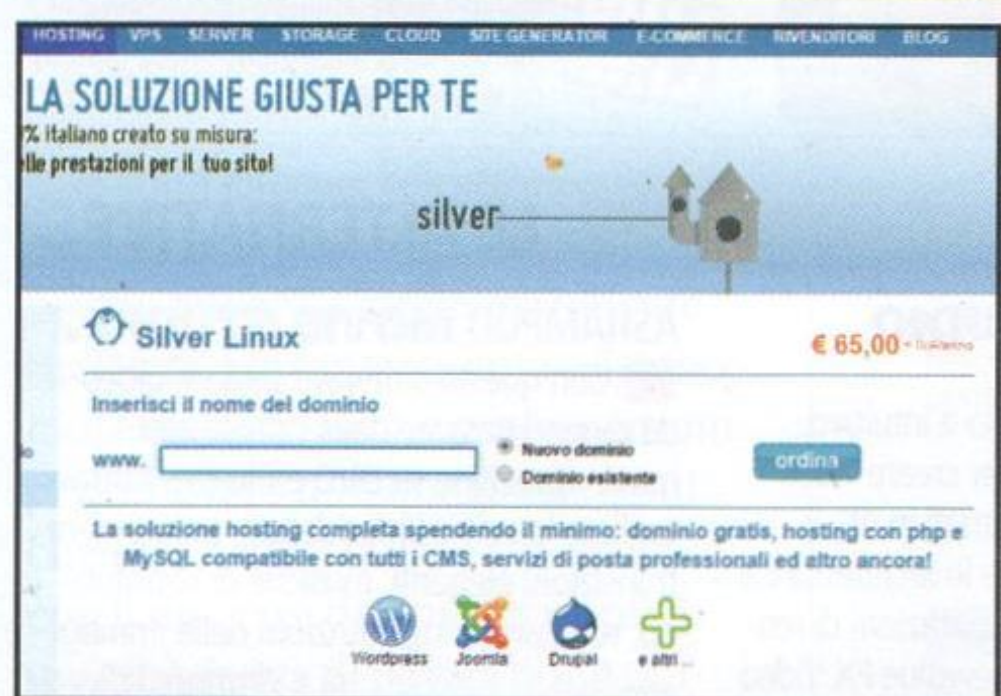 HOSTING VPS SERVER STORAGE CLOUD SITE GENERATOR E-COMMERCE RIVENDITORI BLOG
LA SOLUZIONE GIUSTA PER TE
% italiano creato su misura:
lle prestazioni per il tuo sito!
silver
Silver Linux
€ 65,00
Inserisci il nome del dominio
www.
Nuovo dominio
Dominio esistente
ordina
La soluzione hosting completa spendendo il minimo: dominio gratis, hosting con php e
MySQL compatibile con tutti i CMS, servizi di posta professionali ed altro ancora!
Wordpress Joomla Drupal e altri ...